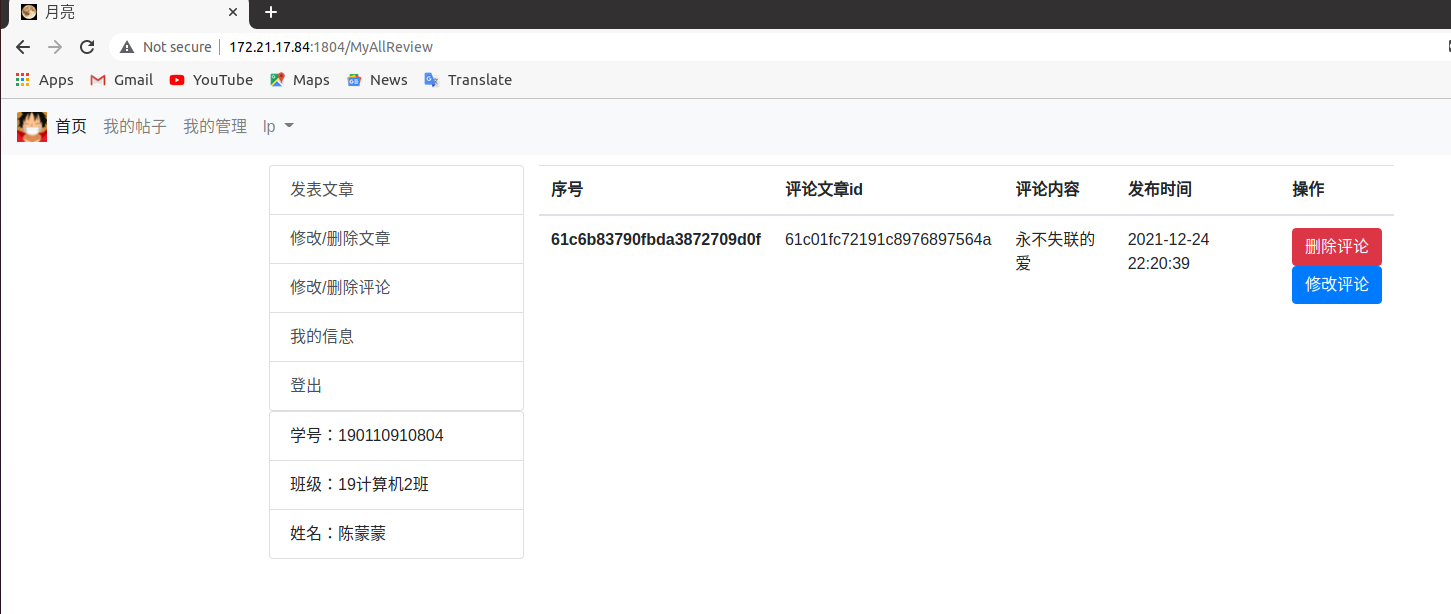 月亮
Not secure 172.21.17.84:1804/MyAllReview
Apps Gmail YouTube Maps News Translate
首页 我的帖子 我的管理 lp
发表文章
修改/删除文章
修改/删除评论
我的信息
登出
学号：190110910804
班级：19计算机2班
姓名：陈蒙蒙
序号 评论文章id 评论内容 发布时间 操作
61c6b83790fbda3872709d0f 61c01fc72191c8976897564a 永不失联的 2021-12-24 删除评论
爱 22:20:39
修改评论